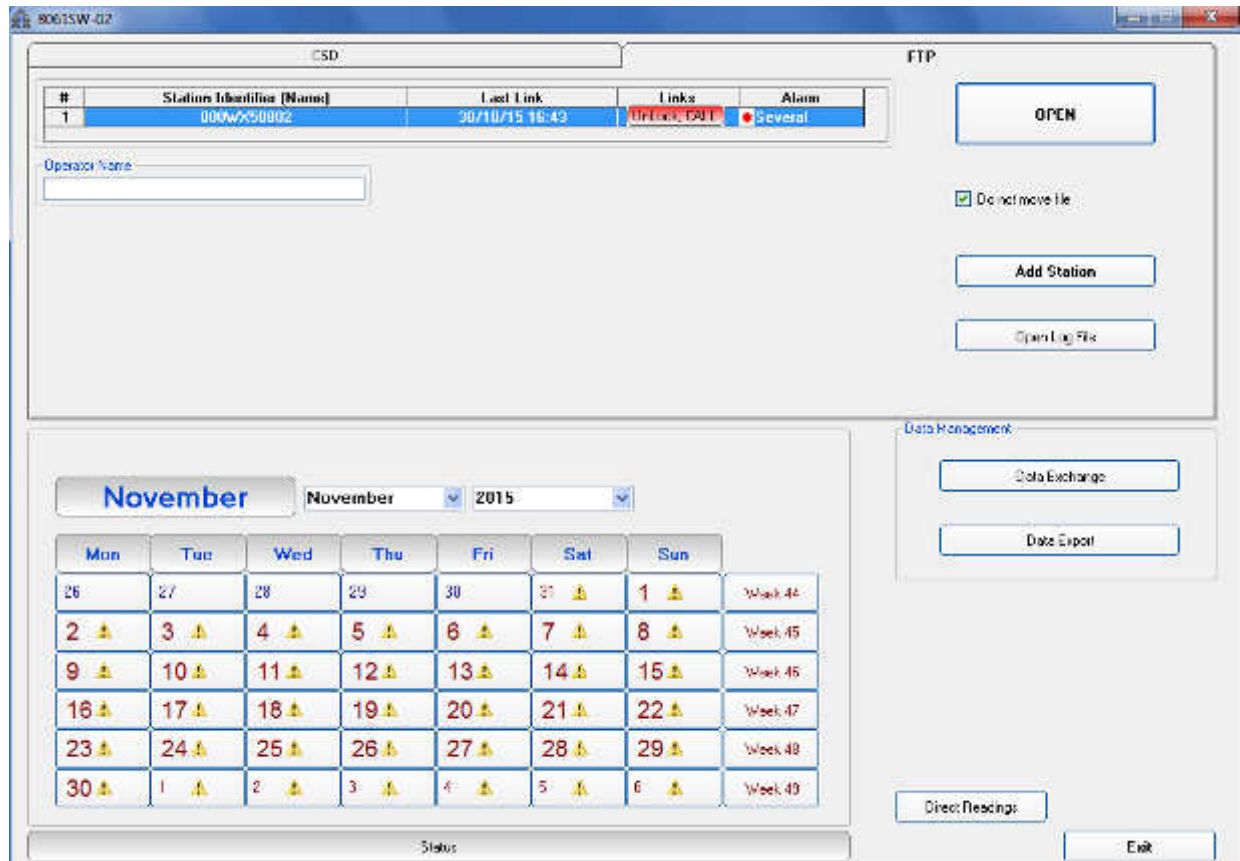 8061SW-02
CSD FTP
# Station Identifier (Name) Last Link Links Alarm
1 000WX50802 30/10/15 16:43 UnLock, CALL Several
OPEN
Operator Name
Do not move file
Add Station
Open Log File
Data Management
Data Exchange
Data Export
November November 2015
Mon Tue Wed Thu Fri Sat Sun
26 27 28 29 30 31 1 Week 44
2 3 4 5 6 7 8 Week 45
9 10 11 12 13 14 15 Week 46
16 17 18 19 20 21 22 Week 47
23 24 25 26 27 28 29 Week 48
30 1 2 3 4 5 6 Week 49
Direct Readings
Status
Exit